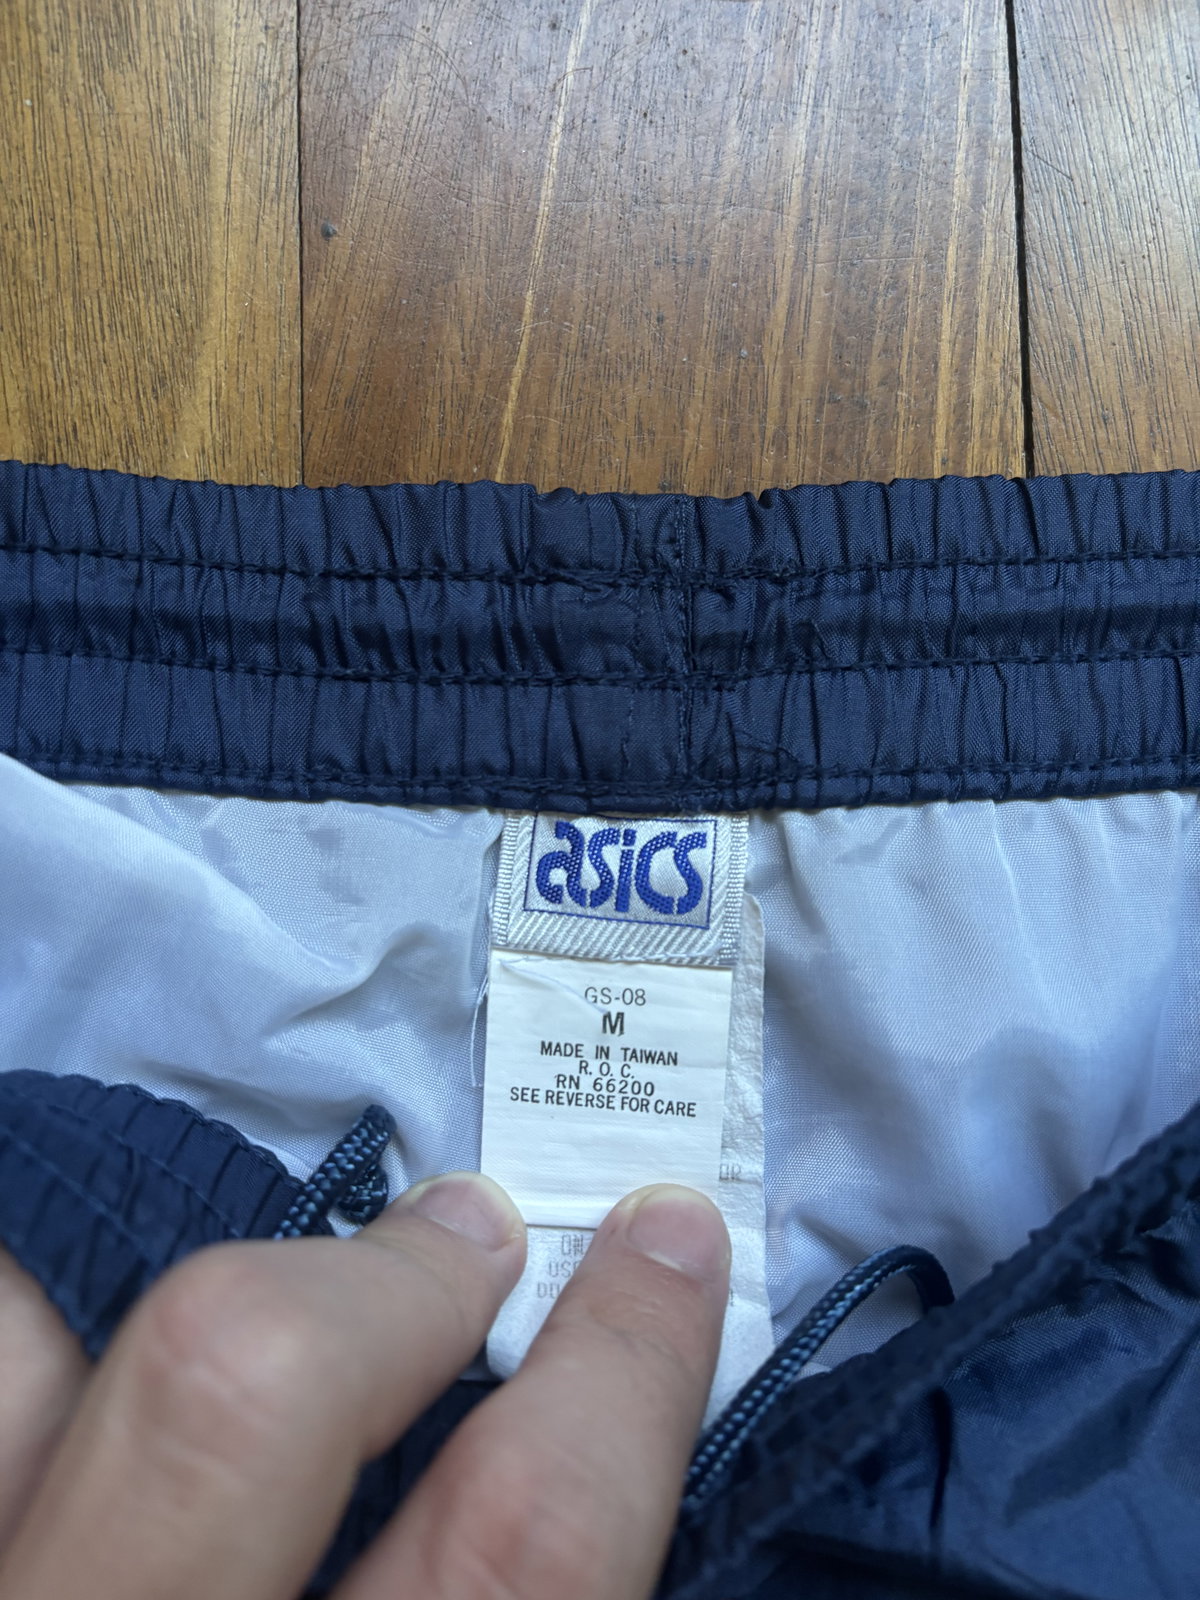 asics
GS-08
M
MADE IN TAIWAN
R. O. C.
RN 66200
SEE REVERSE FOR CARE